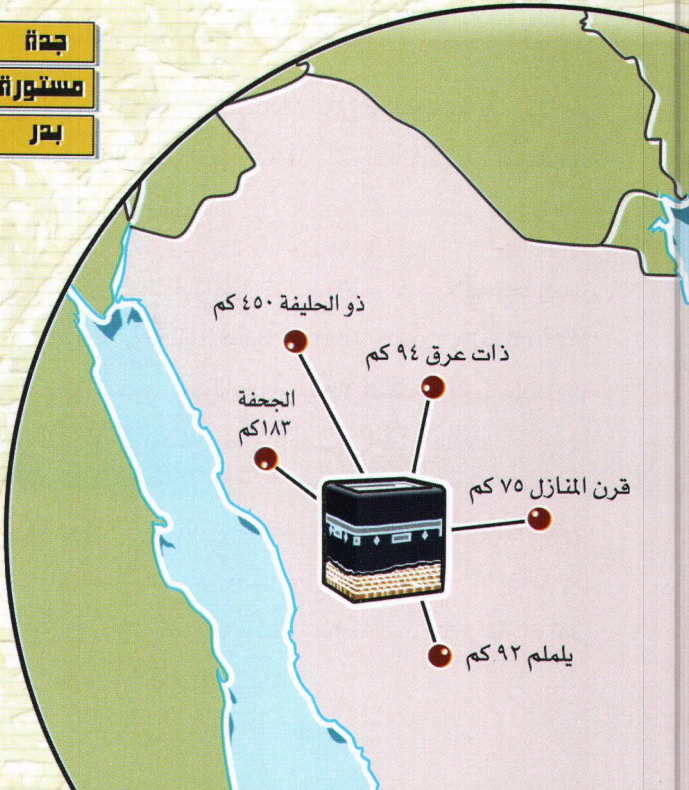 جدة
مستورة
بدر
ذو الحليفة ٤٥٠ كم
ذات عرق ٩٤ كم
الجحفة
١٨٣كم
قرن المنازل ٧٥ كم
يلملم ٩٢ كم